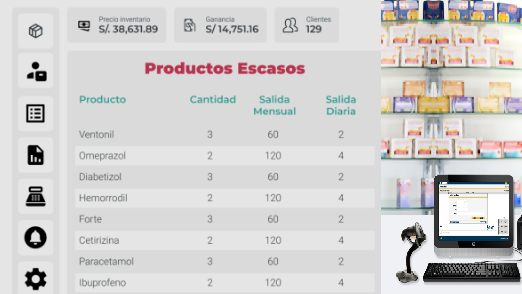 Precio inventario
S/. 38,631.89
Ganancia
S/ 14,751.16
Clientes
129
Productos Escasos
Producto Cantidad Salida Mensual Salida Diaria
Ventonil 3 60 2
Omeprazol 2 120 4
Diabetizol 3 60 2
Hemorrodil 2 120 4
Forte 3 60 2
Cetirizina 2 120 4
Paracetamol 3 60 2
Ibuprofeno 2 120 4